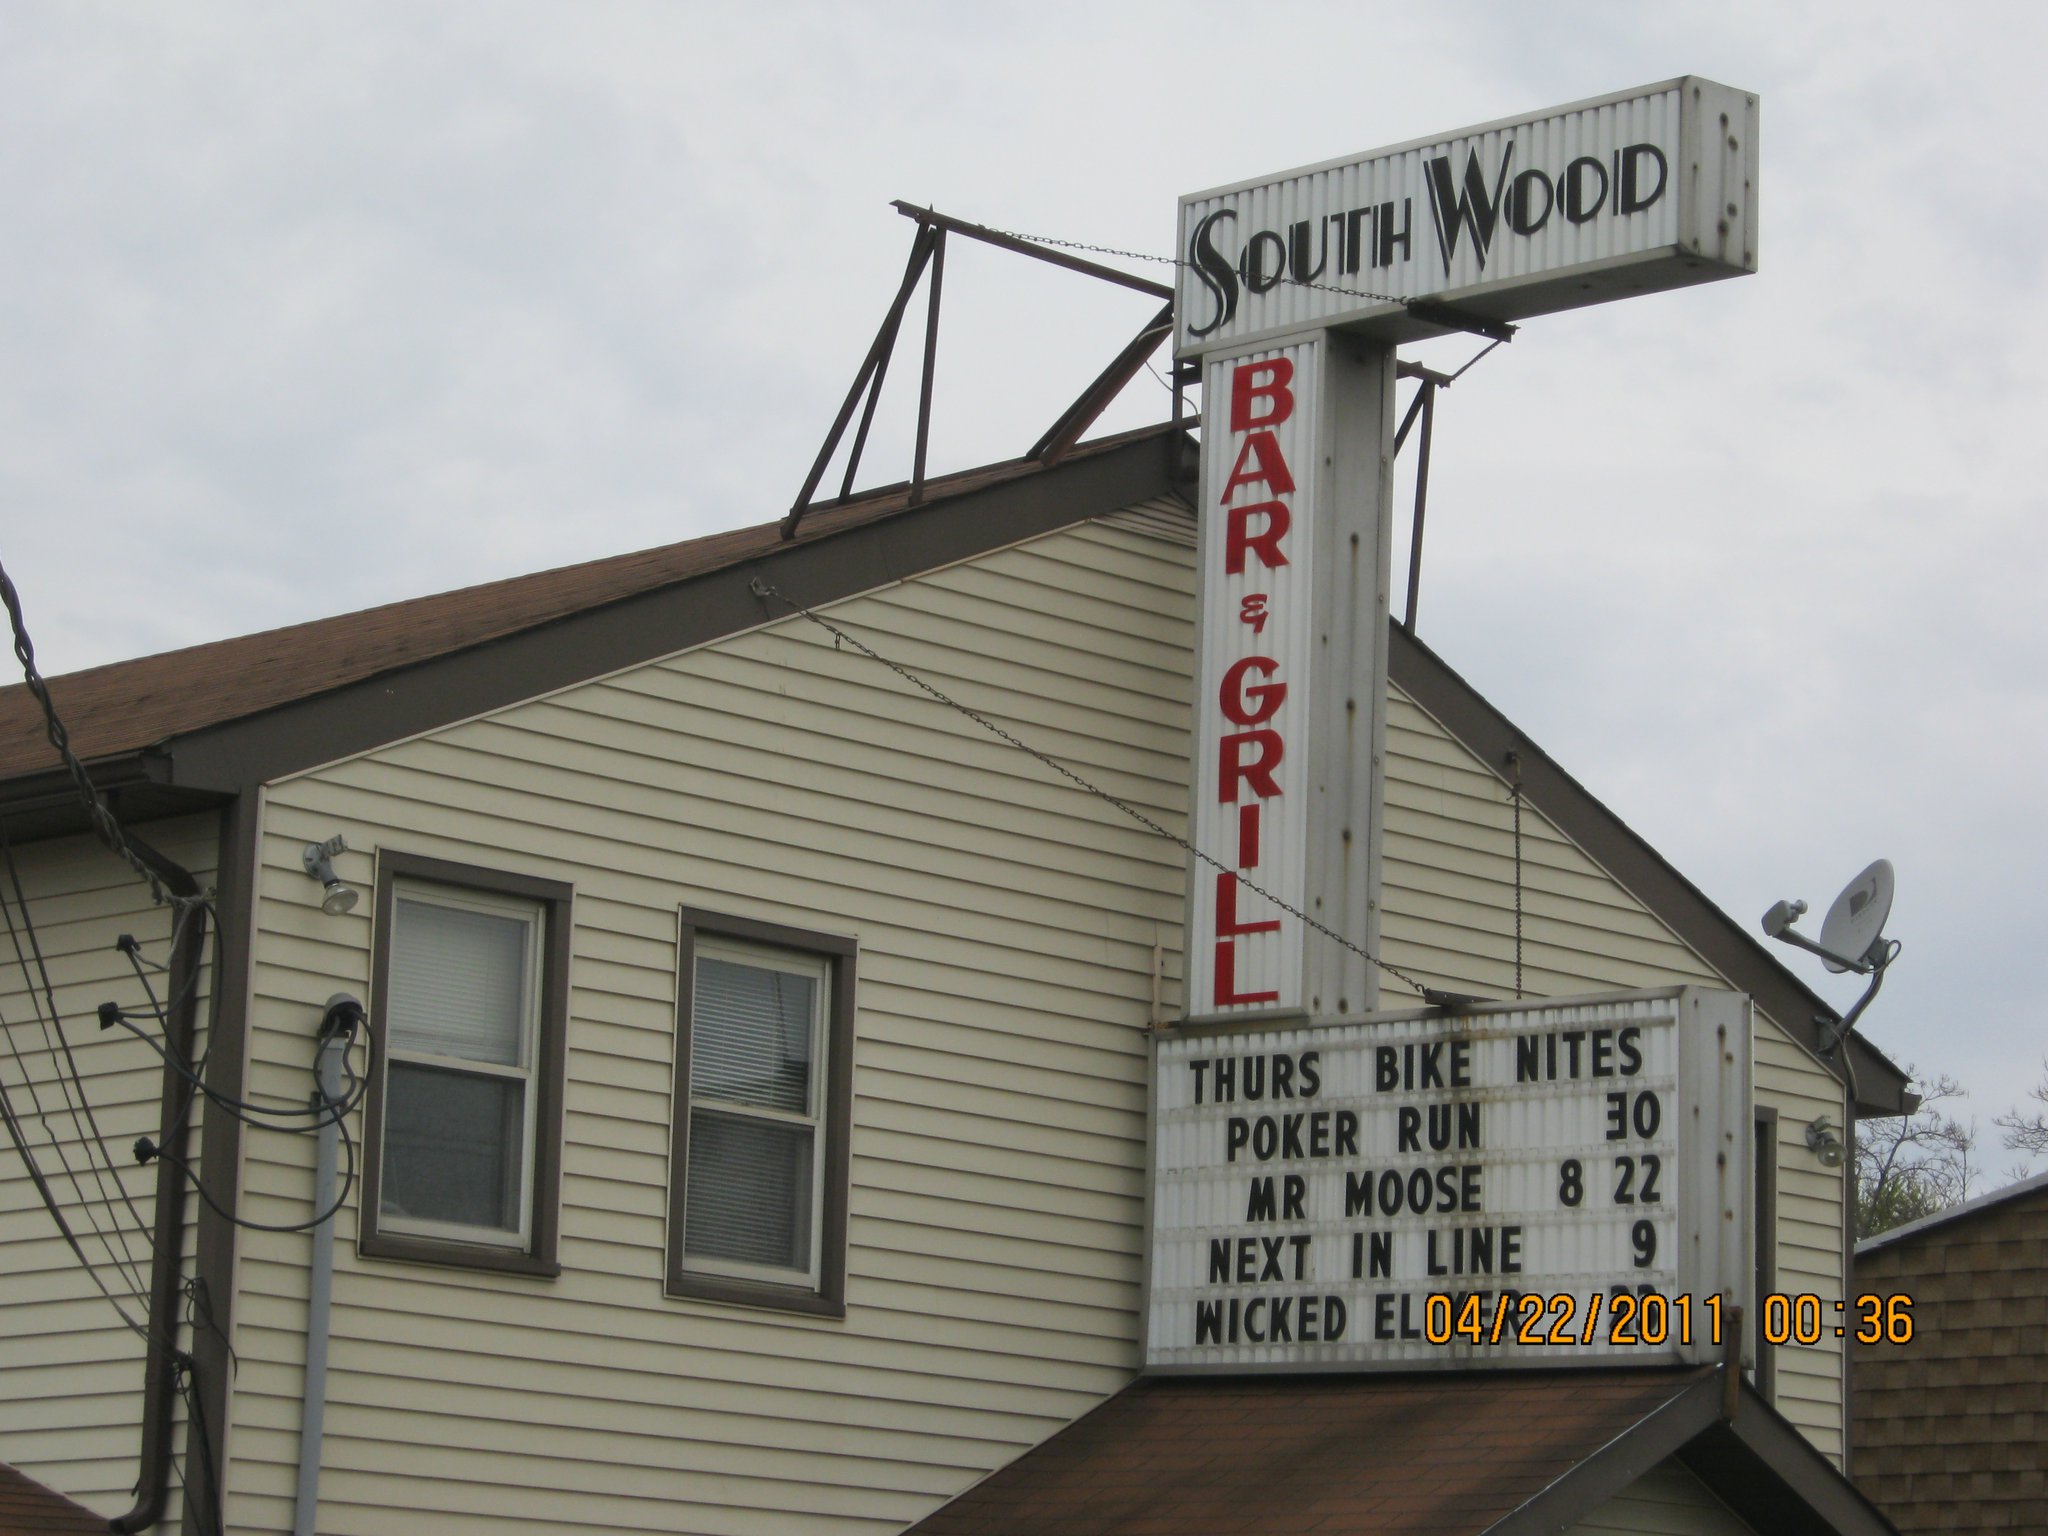 SOUTH WOOD
BAR
&
GRILL
THURS BIKE NITES
POKER RUN 30
MR MOOSE 8 22
NEXT IN LINE 9
WICKED
04/22/2011 00:36